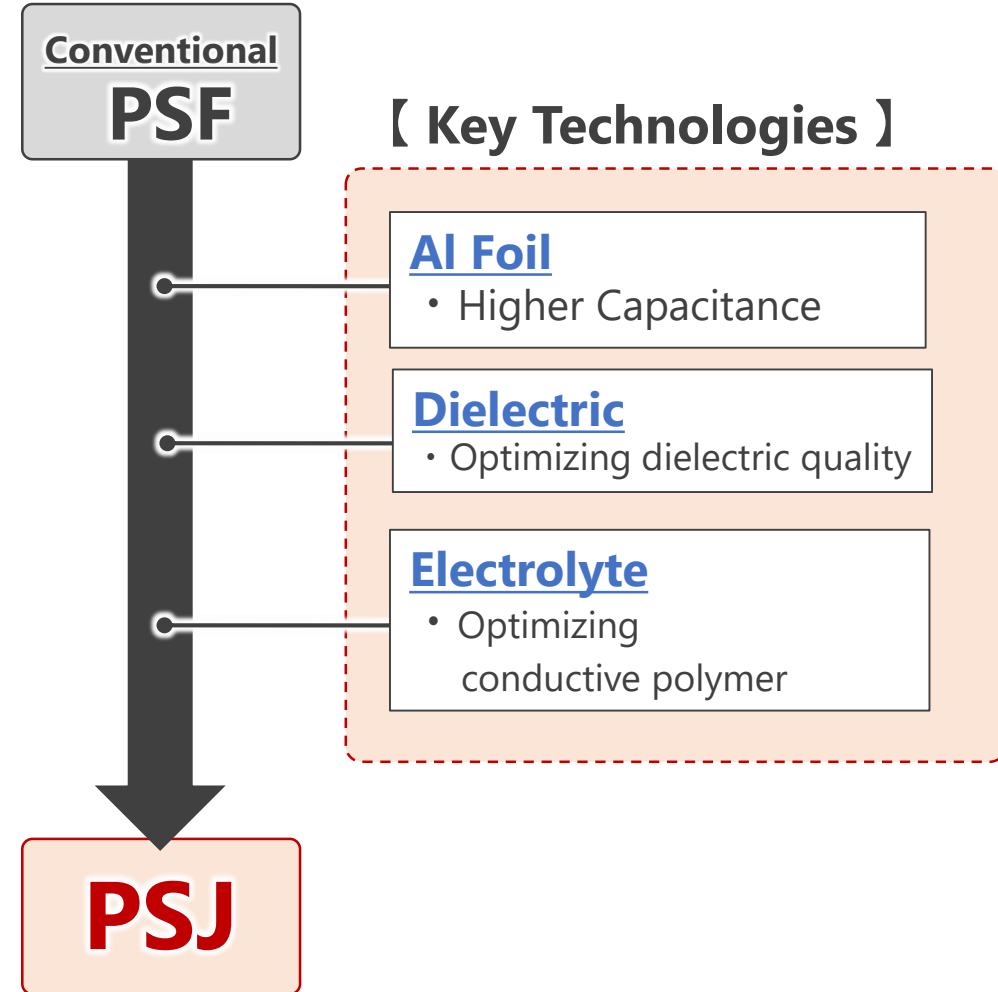 Conventional
PSF
【 Key Technologies 】
Al Foil
・Higher Capacitance
Dielectric
・Optimizing dielectric quality
Electrolyte
・Optimizing
conductive polymer
PSJ